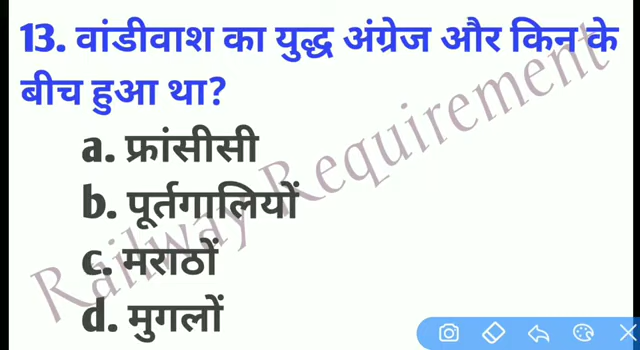 13. वांडीवाश का युद्ध अंग्रेज और किन के
बीच हुआ था?
a. फ्रांसीसी
b. पूर्तगालियों
c. मराठों
d. मुगलों
Railway Requirement